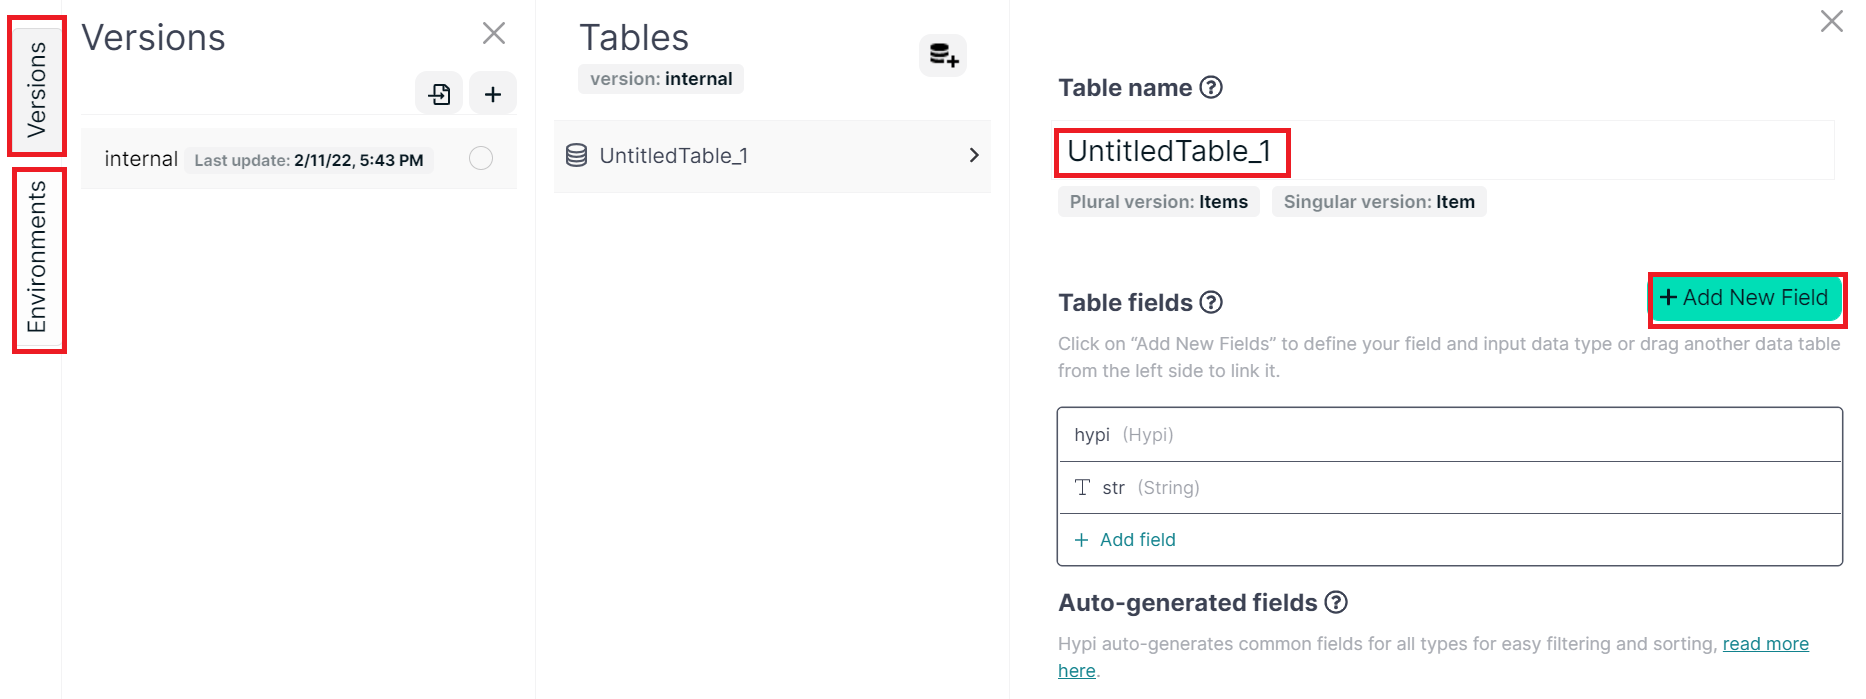 Versions
Environments
Versions
internal Last update: 2/11/22, 5:43 PM
Tables
version: internal
UntitledTable_1
Table name
UntitledTable_1
Plural version: Items Singular version: Item
Table fields
+ Add New Field
Click on “Add New Fields” to define your field and input data type or drag another data table
from the left side to link it.
hypi (Hypi)
T str (String)
+ Add field
Auto-generated fields
Hypi auto-generates common fields for all types for easy filtering and sorting, read more
here.